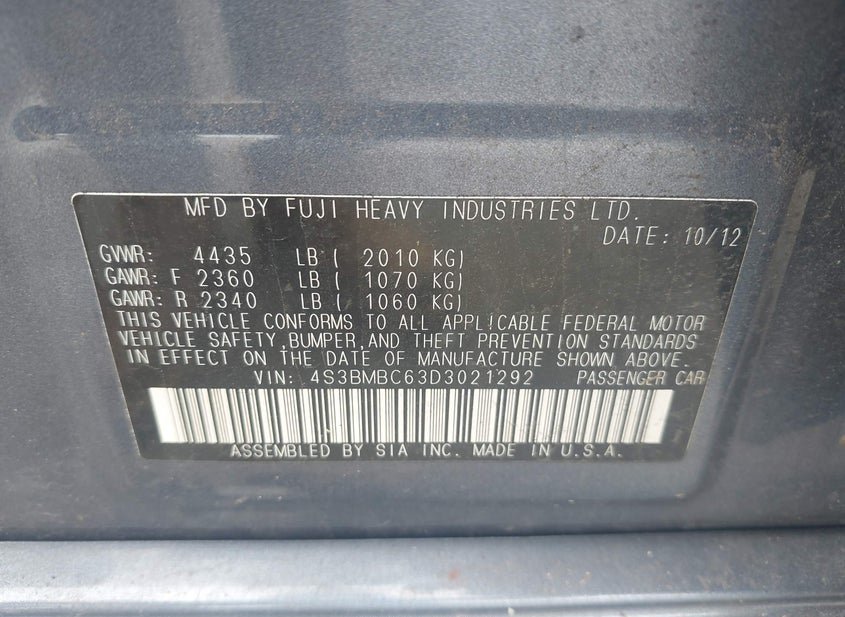 MFD BY FUJI HEAVY INDUSTRIES LTD.
DATE: 10/12
GVWR: 4435 LB ( 2010 KG)
GAWR: F 2360 LB ( 1070 KG)
GAWR: R 2340 LB ( 1060 KG)
THIS VEHICLE CONFORMS TO ALL APPLICABLE FEDERAL MOTOR
VEHICLE SAFETY,BUMPER,AND THEFT PREVENTION STANDARDS
IN EFFECT ON THE DATE OF MANUFACTURE SHOWN ABOVE.
VIN: 4S3BMBC63D3021292 PASSENGER CAR
ASSEMBLED BY SIA INC. MADE IN U.S.A.